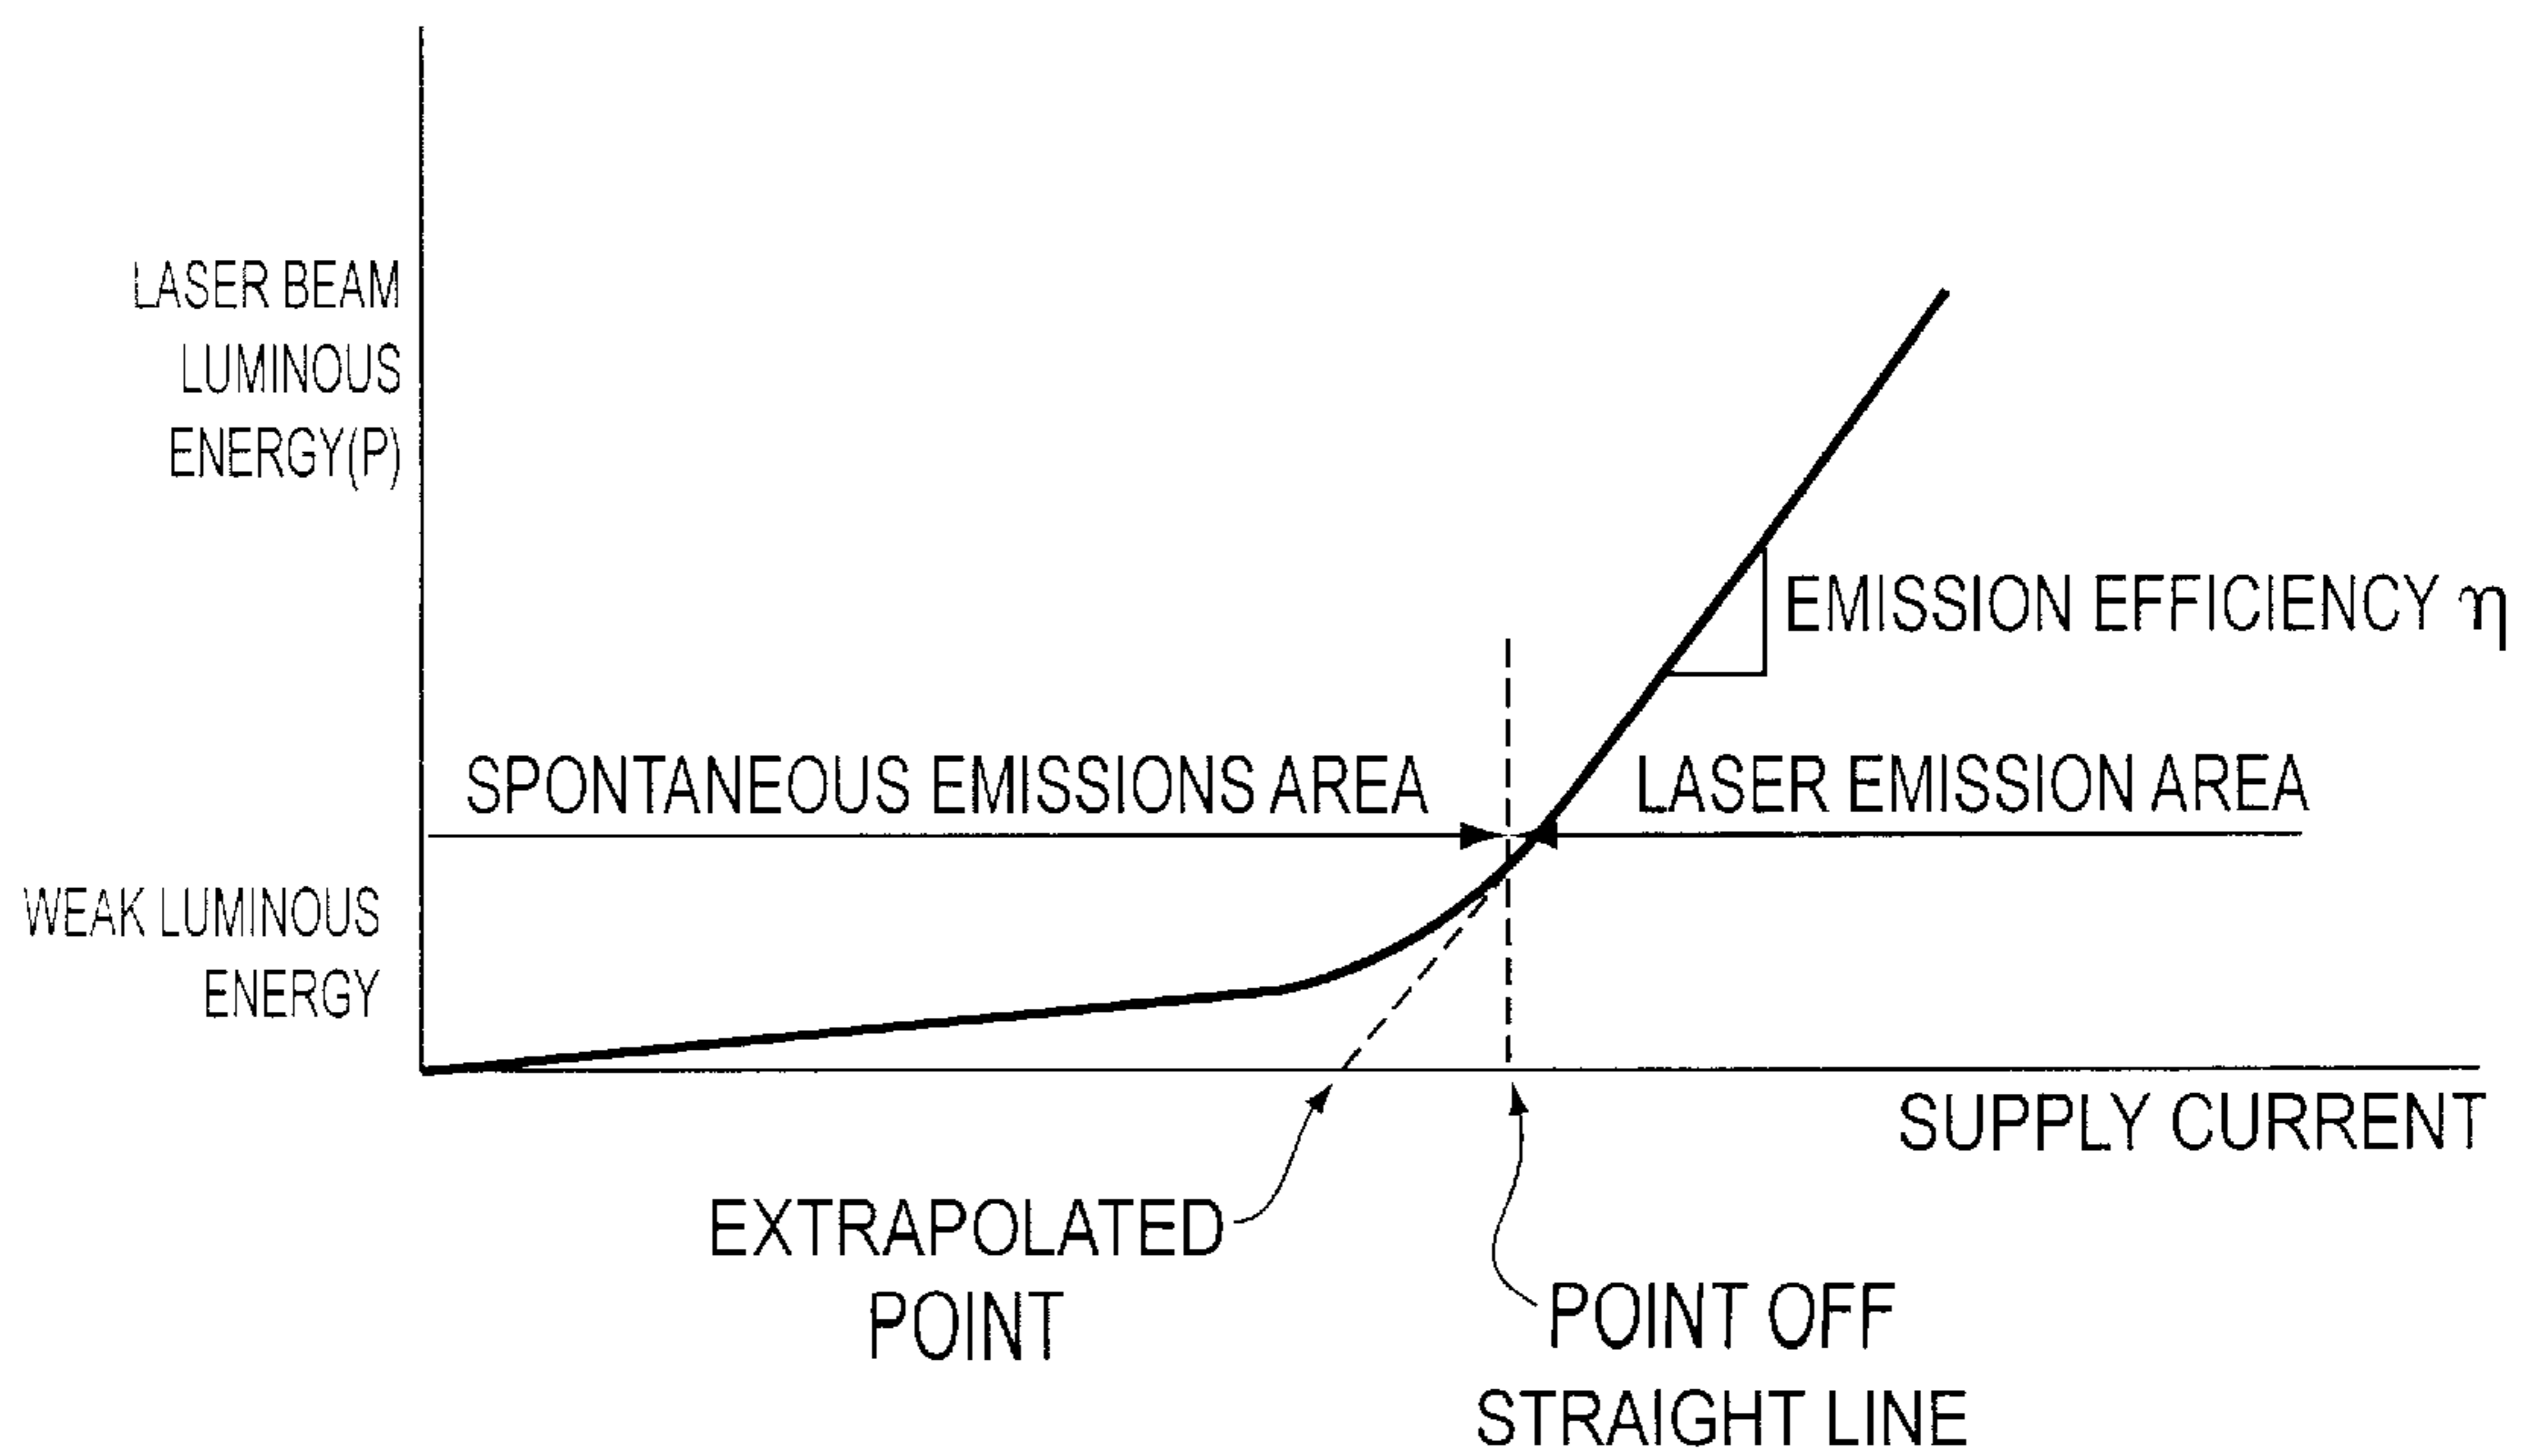 LASER BEAM
LUMINOUS
ENERGY(P)
EMISSION EFFICIENCY η
SPONTANEOUS EMISSIONS AREA
LASER EMISSION AREA
WEAK LUMINOUS
ENERGY
SUPPLY CURRENT
EXTRAPOLATED
POINT
POINT OFF
STRAIGHT LINE